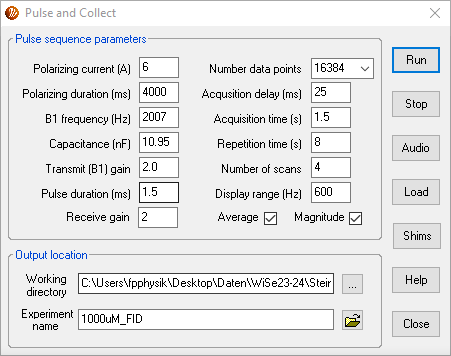 Pulse and Collect
Pulse sequence parameters
Polarizing current (A) 6 Number data points 16384
Polarizing duration (ms) 4000 Acqusition delay (ms) 25
B1 frequency (Hz) 2007 Acquisition time (s) 1.5
Capacitance (nF) 10.95 Repetition time (s) 8
Transmit (B1) gain 2.0 Number of scans 4
Pulse duration (ms) 1.5 Display range (Hz) 600
Receive gain 2 Average Magnitude
Run
Stop
Audio
Load
Shims
Help
Close
Output location
Working directory C:\Users\fpphysik\Desktop\Daten\WiSe23-24\Steir ...
Experiment name 1000uM_FID